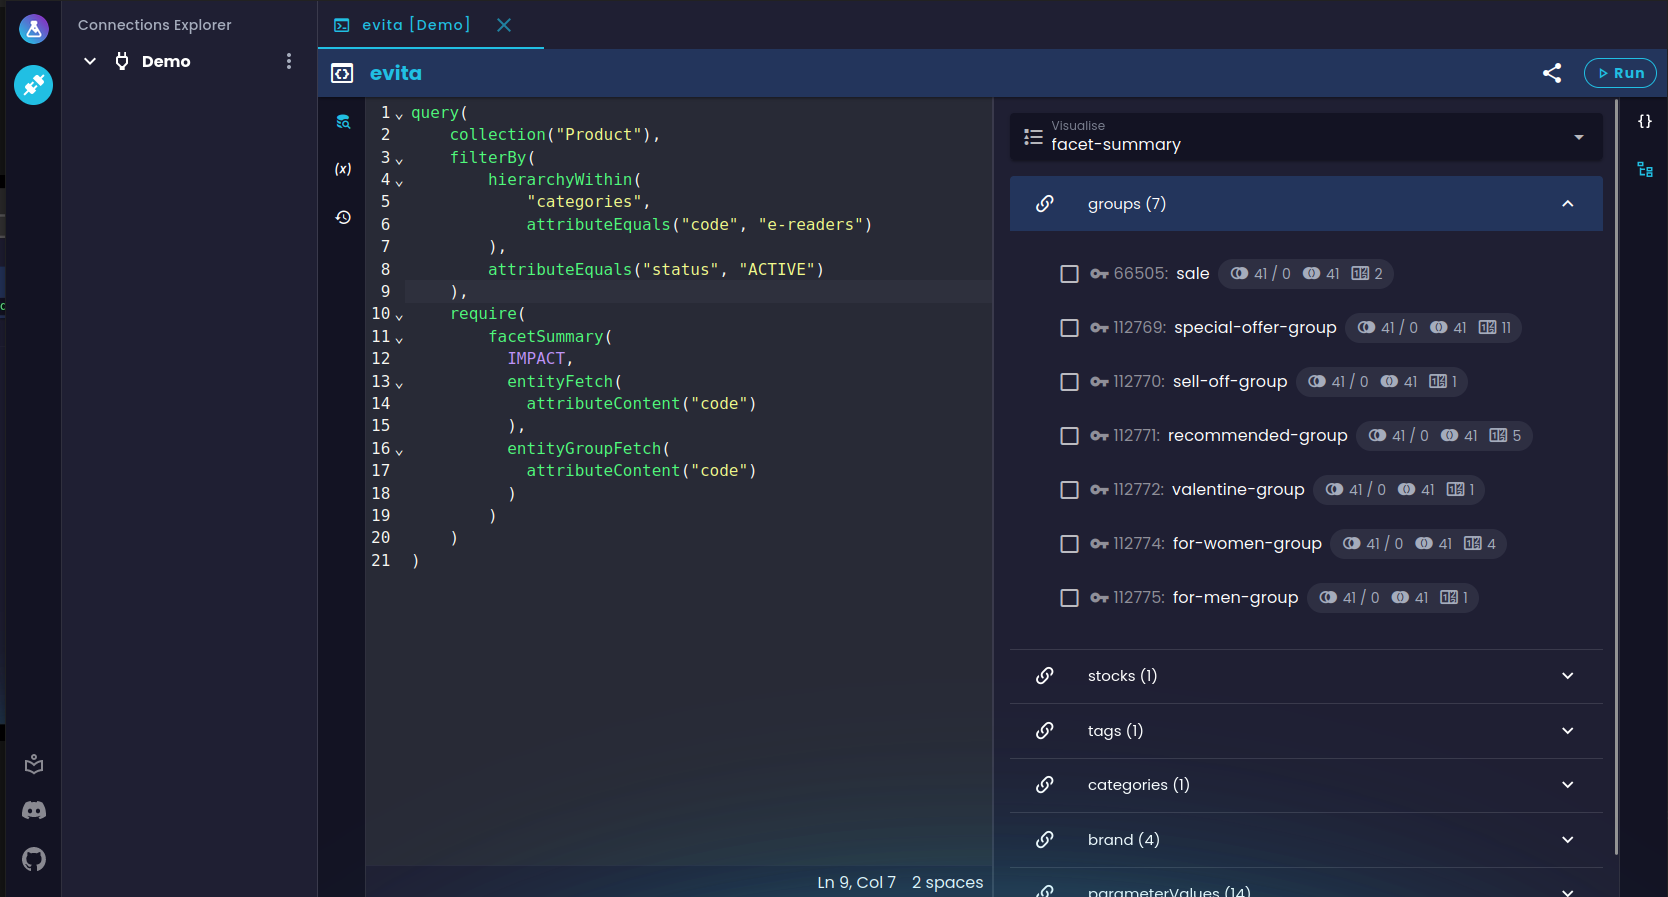 Connections Explorer
Demo
evita [Demo]
evita
Run
1 query(
2     collection("Product"),
3     filterBy(
4         hierarchyWithin(
5             "categories",
6             attributeEquals("code", "e-readers")
7         ),
8         attributeEquals("status", "ACTIVE")
9     ),
10     require(
11         facetSummary(
12           IMPACT,
13           entityFetch(
14             attributeContent("code")
15           ),
16           entityGroupFetch(
17             attributeContent("code")
18           )
19         )
20     )
21 )
Ln 9, Col 7 2 spaces
Visualise
facet-summary
groups (7)
66505: sale 41 / 0 41 2
112769: special-offer-group 41 / 0 41 11
112770: sell-off-group 41 / 0 41 1
112771: recommended-group 41 / 0 41 5
112772: valentine-group 41 / 0 41 1
112774: for-women-group 41 / 0 41 4
112775: for-men-group 41 / 0 41 1
stocks (1)
tags (1)
categories (1)
brand (4)
parameterValues (14)